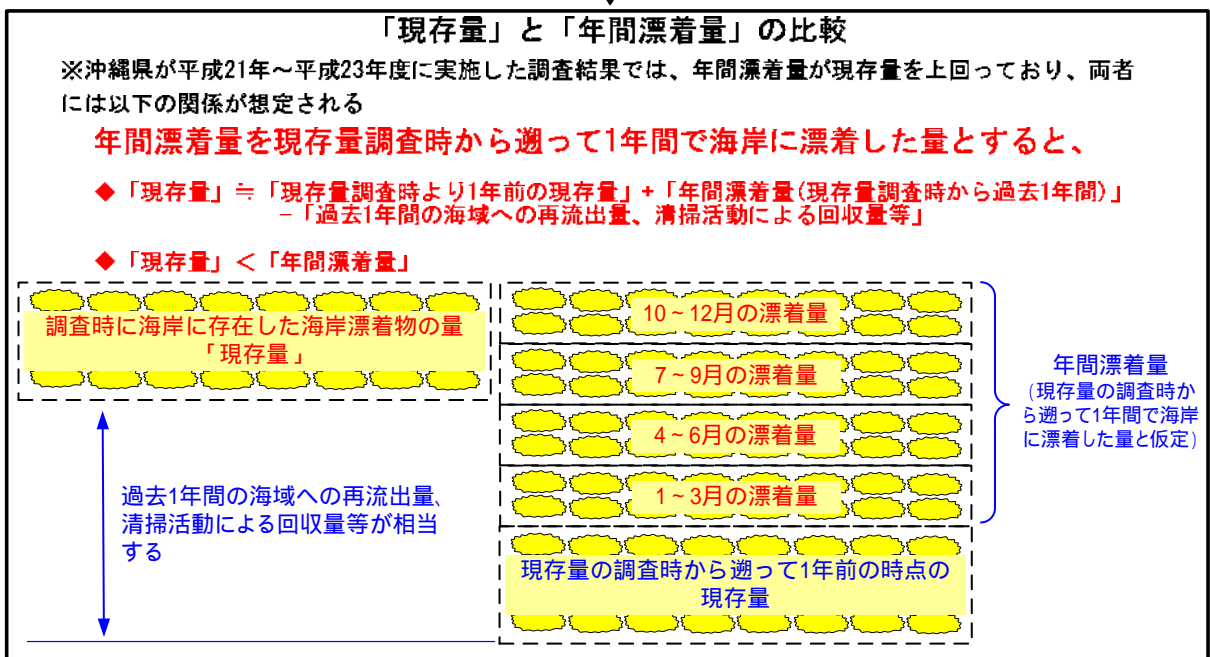 「現存量」と「年間漂着量」の比較
※沖縄県が平成21年～平成23年度に実施した調査結果では、年間漂着量が現存量を上回っており、両者
には以下の関係が想定される
年間漂着量を現存量調査時から遡って1年間で海岸に漂着した量とすると、
◆「現存量」≒「現存量調査時より1年前の現存量」+「年間漂着量(現存量調査時から過去1年間)」
－「過去1年間の海域への再流出量、清掃活動による回収量等」
◆「現存量」＜「年間漂着量」
調査時に海岸に存在した海岸漂着物の量
「現存量」
過去1年間の海域への再流出量、
清掃活動による回収量等が相当
する
10～12月の漂着量
7～9月の漂着量
4～6月の漂着量
1～3月の漂着量
現存量の調査時から遡って1年前の時点の
現存量
年間漂着量
(現存量の調査時か
ら遡って1年間で海岸
に漂着した量と仮定)